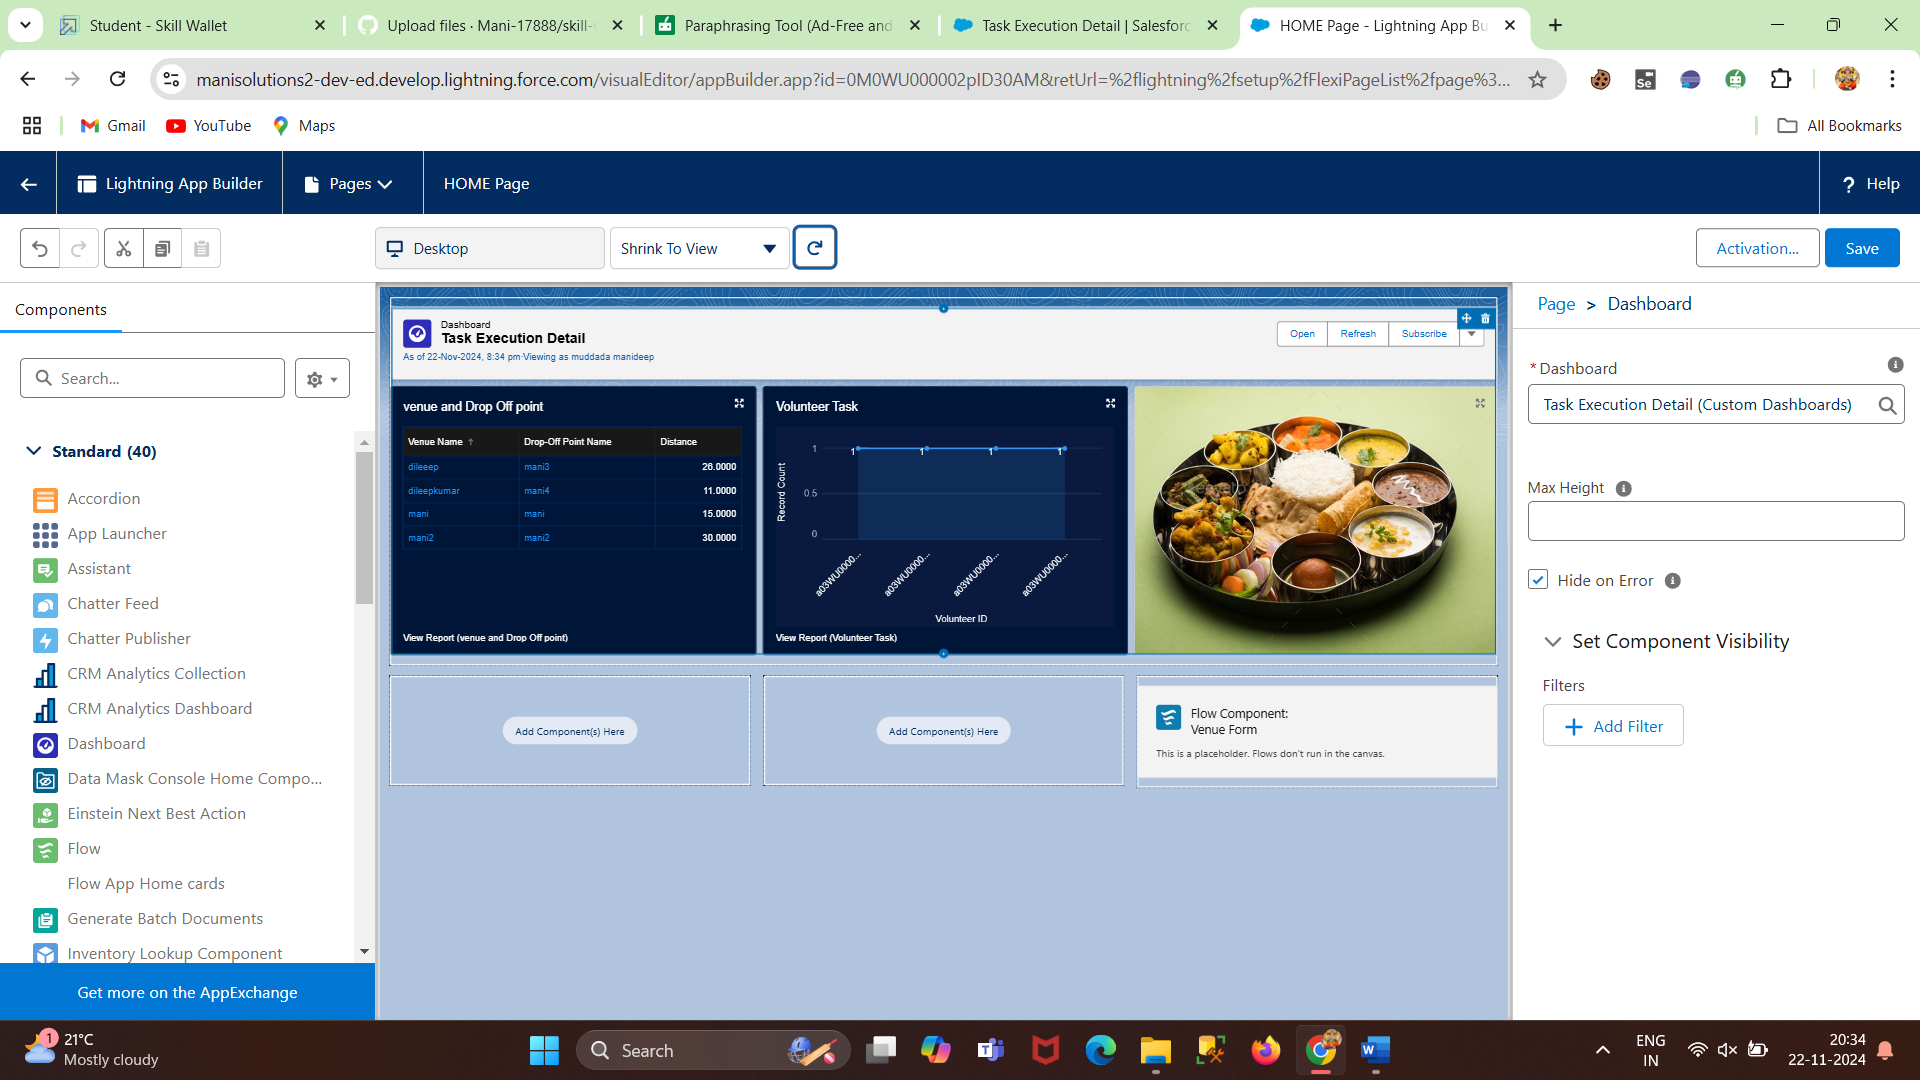 Student - Skill Wallet
Upload files · Mani-17888/skill-
Paraphrasing Tool (Ad-Free and
Task Execution Detail | Salesforc
HOME Page - Lightning App Bu
manisolutions2-dev-ed.develop.lightning.force.com/visualEditor/appBuilder.app?id=0M0WU000002pID30AM&retUrl=%2flightning%2fsetup%2fFlexiPageList%2fpage%3...
Se
Gmail
YouTube
Maps
All Bookmarks
Lightning App Builder
Pages
HOME Page
? Help
Desktop
Shrink To View
Activation...
Save
Components
Search...
Standard (40)
Accordion
App Launcher
Assistant
Chatter Feed
Chatter Publisher
CRM Analytics Collection
CRM Analytics Dashboard
Dashboard
Data Mask Console Home Compo...
Einstein Next Best Action
Flow
Flow App Home cards
Generate Batch Documents
Inventory Lookup Component
Get more on the AppExchange
Dashboard
Task Execution Detail
As of 22-Nov-2024, 8:34 pm·Viewing as muddada manideep
Open
Refresh
Subscribe
venue and Drop Off point
Venue Name ↑ Drop-Off Point Name Distance
dileeep mani3 26.0000
dileepkumar mani4 11.0000
mani mani 15.0000
mani2 mani2 30.0000
View Report (venue and Drop Off point)
Volunteer Task
Record Count
1
0.5
0
1 1 1 1
a03WU0000... a03WU0000... a03WU0000... a03WU0000...
Volunteer ID
View Report (Volunteer Task)
Add Component(s) Here
Add Component(s) Here
Flow Component:
Venue Form
This is a placeholder. Flows don't run in the canvas.
Page > Dashboard
* Dashboard
Task Execution Detail (Custom Dashboards)
Max Height
Hide on Error
Set Component Visibility
Filters
+ Add Filter
1
21°C
Mostly cloudy
Search
ENG
IN
20:34
22-11-2024